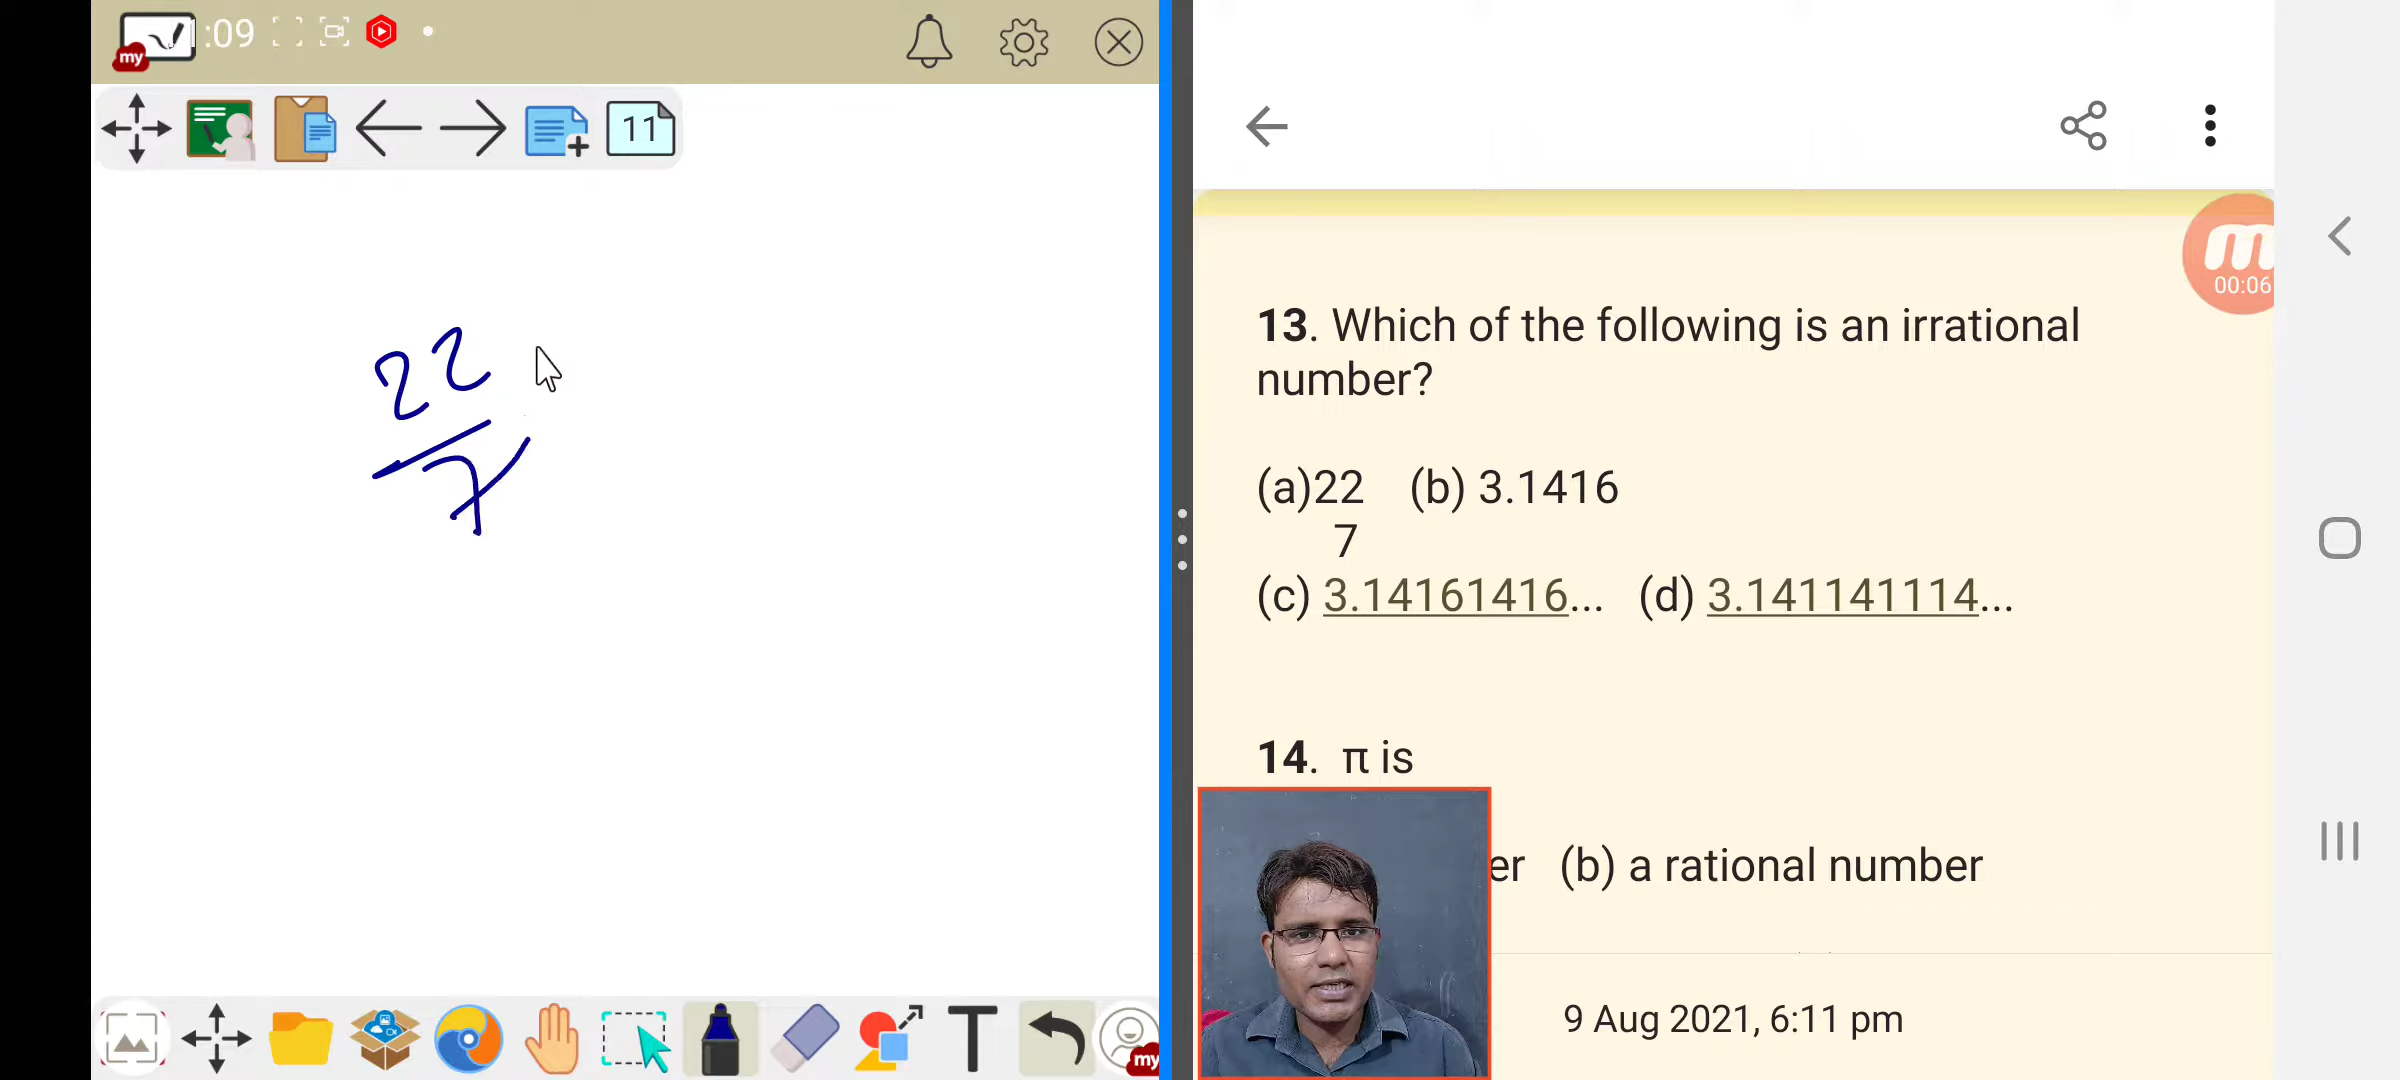 :09
my
11
22
7
00:06
13. Which of the following is an irrational
number?
(a)22 (b) 3.1416
7
(c) 3.14161416... (d) 3.141141114...
14. π is
er (b) a rational number
9 Aug 2021, 6:11 pm
T
my